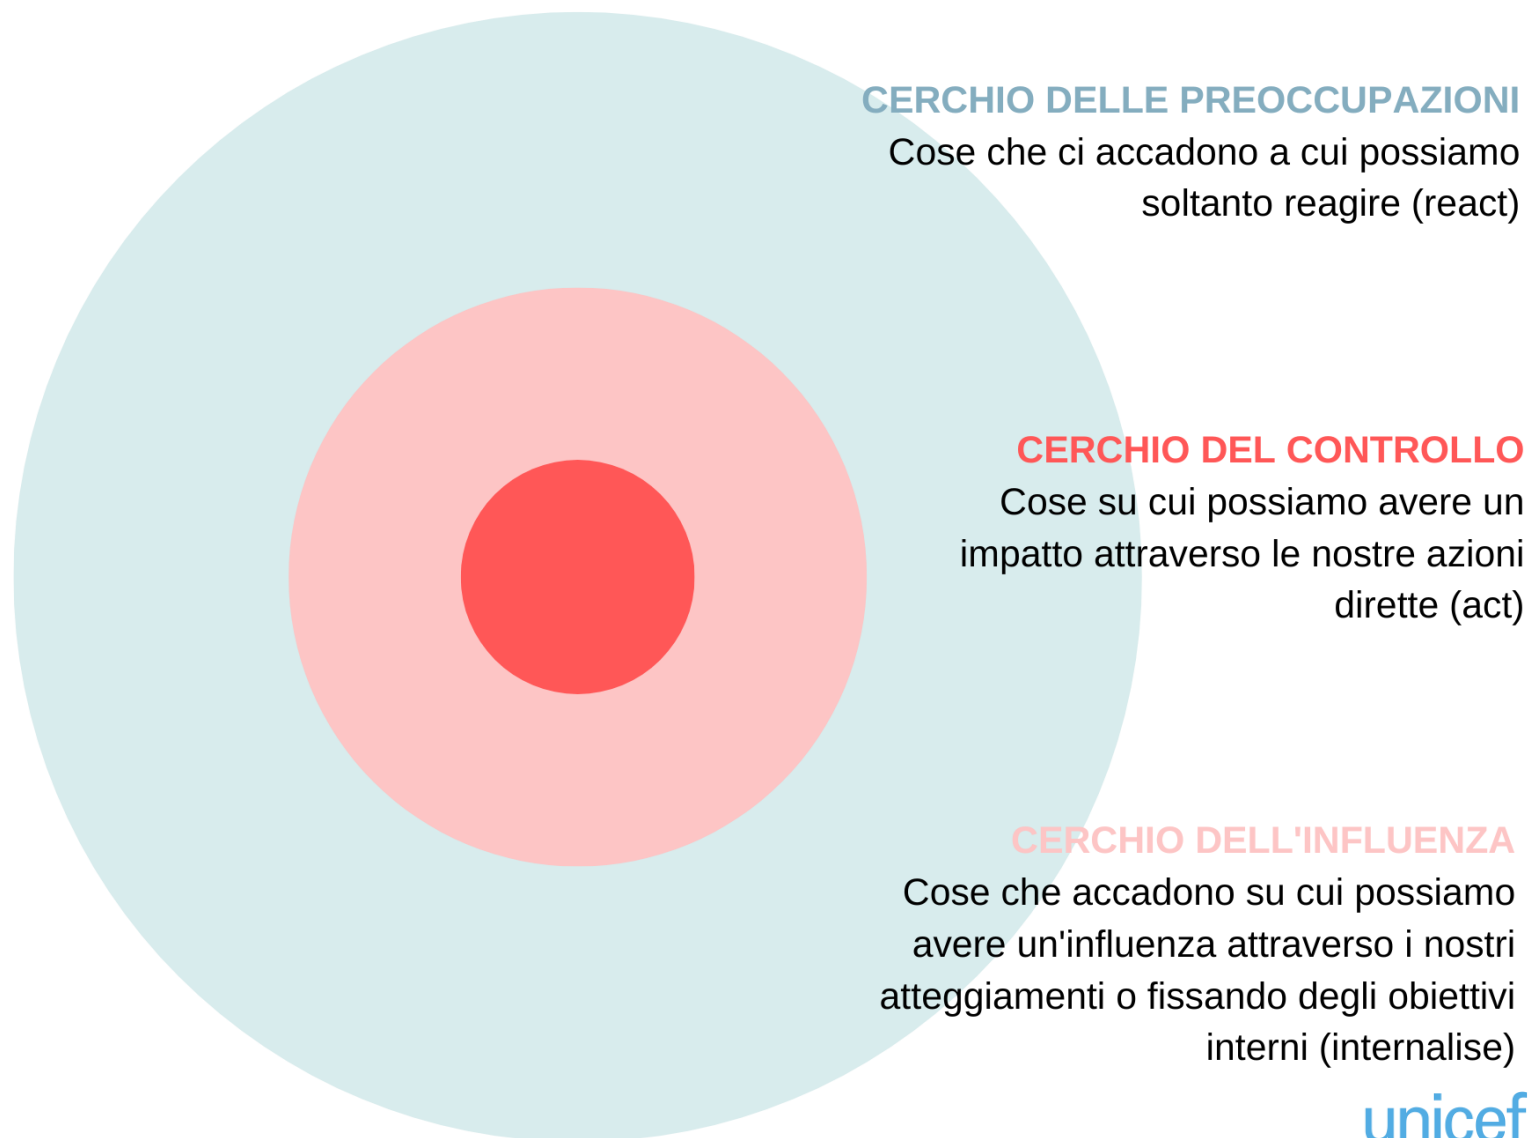 CERCHIO DELLE PREOCCUPAZIONI
Cose che ci accadono a cui possiamo
soltanto reagire (react)
CERCHIO DEL CONTROLLO
Cose su cui possiamo avere un
impatto attraverso le nostre azioni
dirette (act)
CERCHIO DELL'INFLUENZA
Cose che accadono su cui possiamo
avere un'influenza attraverso i nostri
atteggiamenti o fissando degli obiettivi
interni (internalise)
unicef